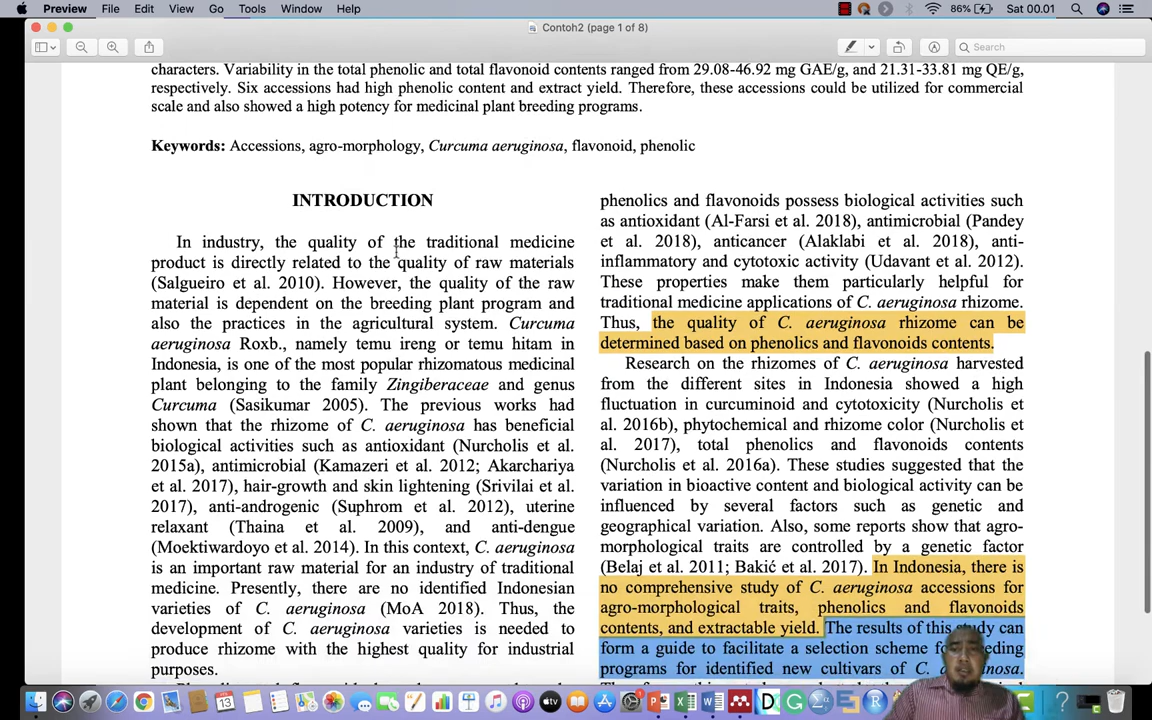 Preview File Edit View Go Tools Window Help
86% Sat 00.01
Contoh2 (page 1 of 8)
Search
characters. Variability in the total phenolic and total flavonoid contents ranged from 29.08-46.92 mg GAE/g, and 21.31-33.81 mg QE/g,
respectively. Six accessions had high phenolic content and extract yield. Therefore, these accessions could be utilized for commercial
scale and also showed a high potency for medicinal plant breeding programs.
Keywords: Accessions, agro-morphology, Curcuma aeruginosa, flavonoid, phenolic
INTRODUCTION
In industry, the quality of the traditional medicine
product is directly related to the quality of raw materials
(Salgueiro et al. 2010). However, the quality of the raw
material is dependent on the breeding plant program and
also the practices in the agricultural system. Curcuma
aeruginosa Roxb., namely temu ireng or temu hitam in
Indonesia, is one of the most popular rhizomatous medicinal
plant belonging to the family Zingiberaceae and genus
Curcuma (Sasikumar 2005). The previous works had
shown that the rhizome of C. aeruginosa has beneficial
biological activities such as antioxidant (Nurcholis et al.
2015a), antimicrobial (Kamazeri et al. 2012; Akarchariya
et al. 2017), hair-growth and skin lightening (Srivilai et al.
2017), anti-androgenic (Suphrom et al. 2012), uterine
relaxant (Thaina et al. 2009), and anti-dengue
(Moektiwardoyo et al. 2014). In this context, C. aeruginosa
is an important raw material for an industry of traditional
medicine. Presently, there are no identified Indonesian
varieties of C. aeruginosa (MoA 2018). Thus, the
development of C. aeruginosa varieties is needed to
produce rhizome with the highest quality for industrial
purposes.
phenolics and flavonoids possess biological activities such
as antioxidant (Al-Farsi et al. 2018), antimicrobial (Pandey
et al. 2018), anticancer (Alaklabi et al. 2018), anti-
inflammatory and cytotoxic activity (Udavant et al. 2012).
These properties make them particularly helpful for
traditional medicine applications of C. aeruginosa rhizome.
Thus, the quality of C. aeruginosa rhizome can be
determined based on phenolics and flavonoids contents.
Research on the rhizomes of C. aeruginosa harvested
from the different sites in Indonesia showed a high
fluctuation in curcuminoid and cytotoxicity (Nurcholis et
al. 2016b), phytochemical and rhizome color (Nurcholis et
al. 2017), total phenolics and flavonoids contents
(Nurcholis et al. 2016a). These studies suggested that the
variation in bioactive content and biological activity can be
influenced by several factors such as genetic and
geographical variation. Also, some reports show that agro-
morphological traits are controlled by a genetic factor
(Belaj et al. 2011; Bakić et al. 2017). In Indonesia, there is
no comprehensive study of C. aeruginosa accessions for
agro-morphological traits, phenolics and flavonoids
contents, and extractable yield. The results of this study can
form a guide to facilitate a selection scheme
programs for identified new cultivars of C.